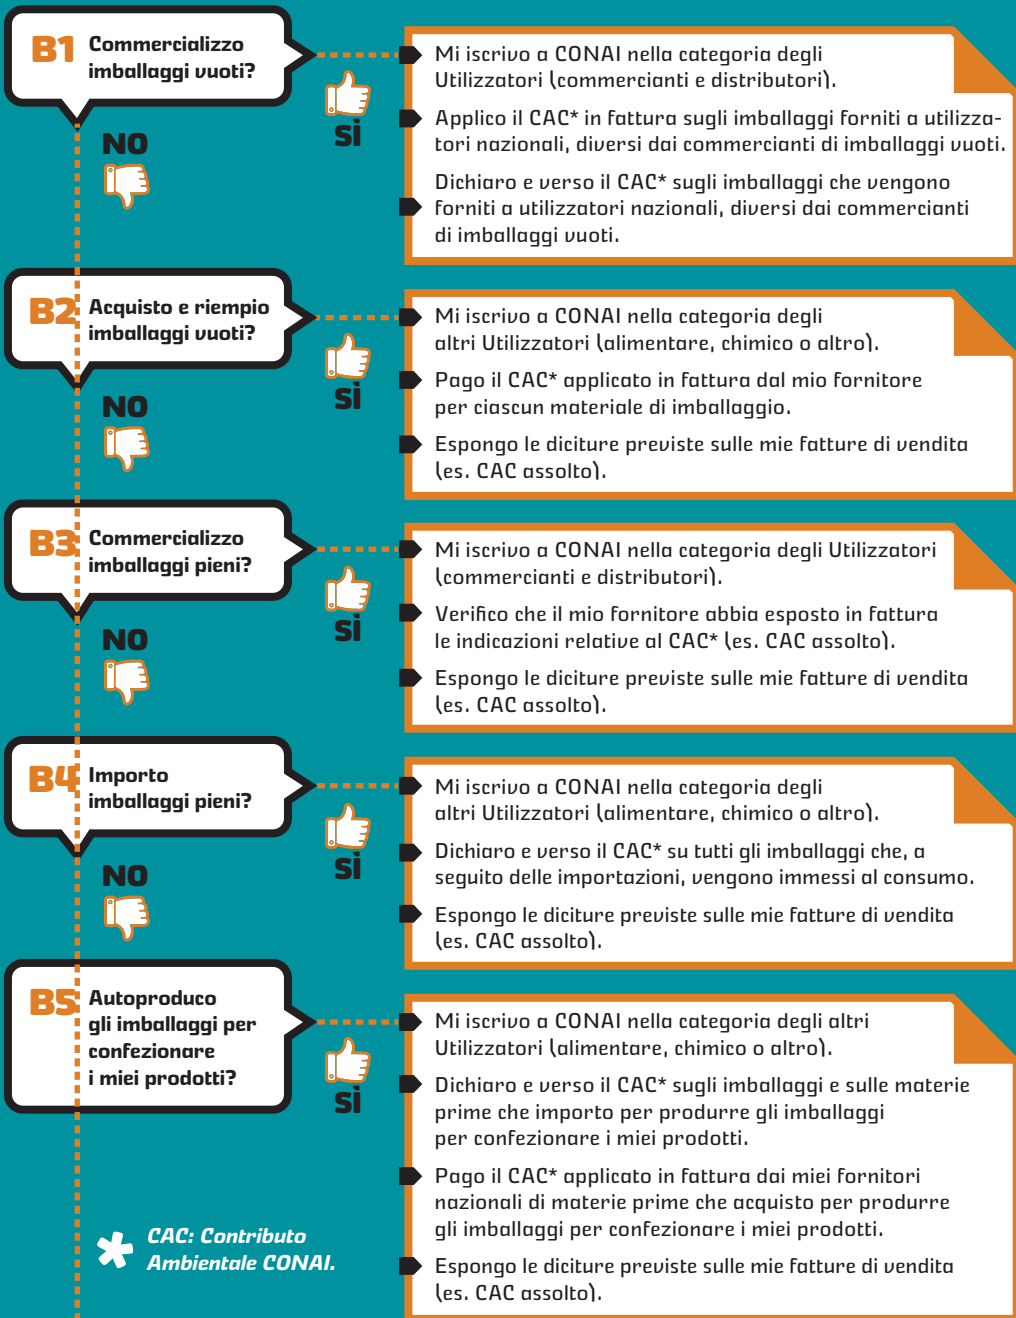 B1 Commercializzo
imballaggi vuoti?
NO
SÌ
Mi iscrivo a CONAI nella categoria degli
Utilizzatori (commercianti e distributori).
Applico il CAC* in fattura sugli imballaggi forniti a utilizza-
tori nazionali, diversi dai commercianti di imballaggi vuoti.
Dichiaro e verso il CAC* sugli imballaggi che vengono
forniti a utilizzatori nazionali, diversi dai commercianti
di imballaggi vuoti.
B2 Acquisto e riempio
imballaggi vuoti?
NO
SÌ
Mi iscrivo a CONAI nella categoria degli
altri Utilizzatori (alimentare, chimico o altro).
Pago il CAC* applicato in fattura dal mio fornitore
per ciascun materiale di imballaggio.
Espongo le diciture previste sulle mie fatture di vendita
(es. CAC assolto).
B3 Commercializzo
imballaggi pieni?
NO
SÌ
Mi iscrivo a CONAI nella categoria degli Utilizzatori
(commercianti e distributori).
Verifico che il mio fornitore abbia esposto in fattura
le indicazioni relative al CAC* (es. CAC assolto).
Espongo le diciture previste sulle mie fatture di vendita
(es. CAC assolto).
B4 Importo
imballaggi pieni?
NO
SÌ
Mi iscrivo a CONAI nella categoria degli
altri Utilizzatori (alimentare, chimico o altro).
Dichiaro e verso il CAC* su tutti gli imballaggi che, a
seguito delle importazioni, vengono immessi al consumo.
Espongo le diciture previste sulle mie fatture di vendita
(es. CAC assolto).
B5 Autoproduco
gli imballaggi per
confezionare
i miei prodotti?
SÌ
Mi iscrivo a CONAI nella categoria degli altri
Utilizzatori (alimentare, chimico o altro).
Dichiaro e verso il CAC* sugli imballaggi e sulle materie
prime che importo per produrre gli imballaggi
per confezionare i miei prodotti.
Pago il CAC* applicato in fattura dai miei fornitori
nazionali di materie prime che acquisto per produrre
gli imballaggi per confezionare i miei prodotti.
Espongo le diciture previste sulle mie fatture di vendita
(es. CAC assolto).
* CAC: Contributo
Ambientale CONAI.